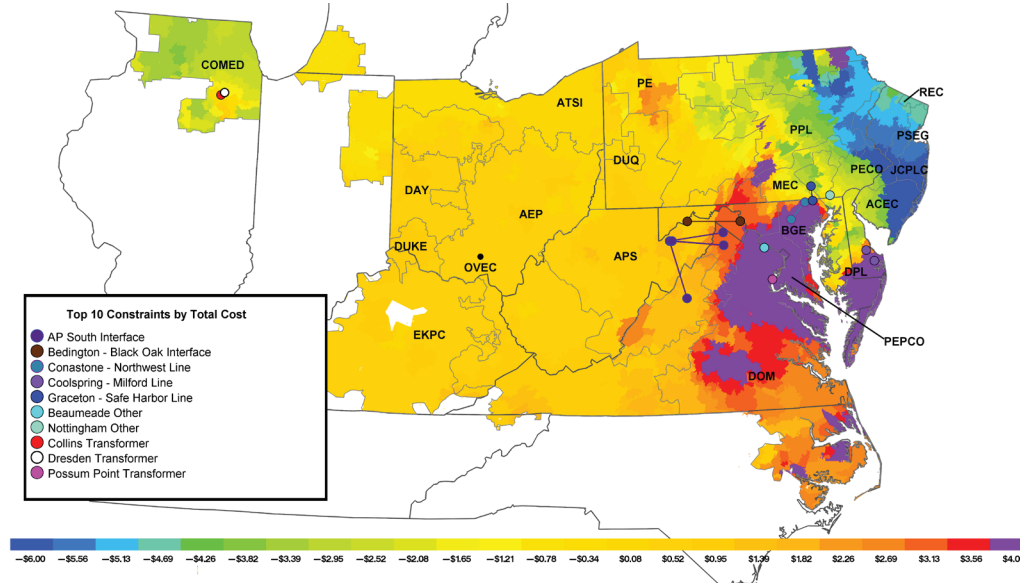 COMED
ATSI
PE
REC
PSEG
PPL
DUQ
PECO
JCPLC
MEC
DAY
ACEC
AEP
BGE
DUKE
APS
OVEC
DPL
EKPC
PEPCO
DOM
Top 10 Constraints by Total Cost
AP South Interface
Bedington - Black Oak Interface
Conastone - Northwest Line
Coolspring - Milford Line
Graceton - Safe Harbor Line
Beaumeade Other
Nottingham Other
Collins Transformer
Dresden Transformer
Possum Point Transformer
—$6.00 —$5.56 —$5.13 —$4.69 —$4.26 —$3.82 —$3.39 —$2.95 —$2.52 —$2.08 —$1.65 —$1.21 —$0.78 —$0.34 $0.08 $0.52 $0.95 $1.39 $1.82 $2.26 $2.69 $3.13 $3.56 $4.0